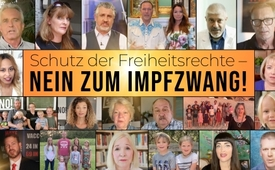 Schutz der Freiheitsrechte –
NEIN ZUM IMPFZWANG!